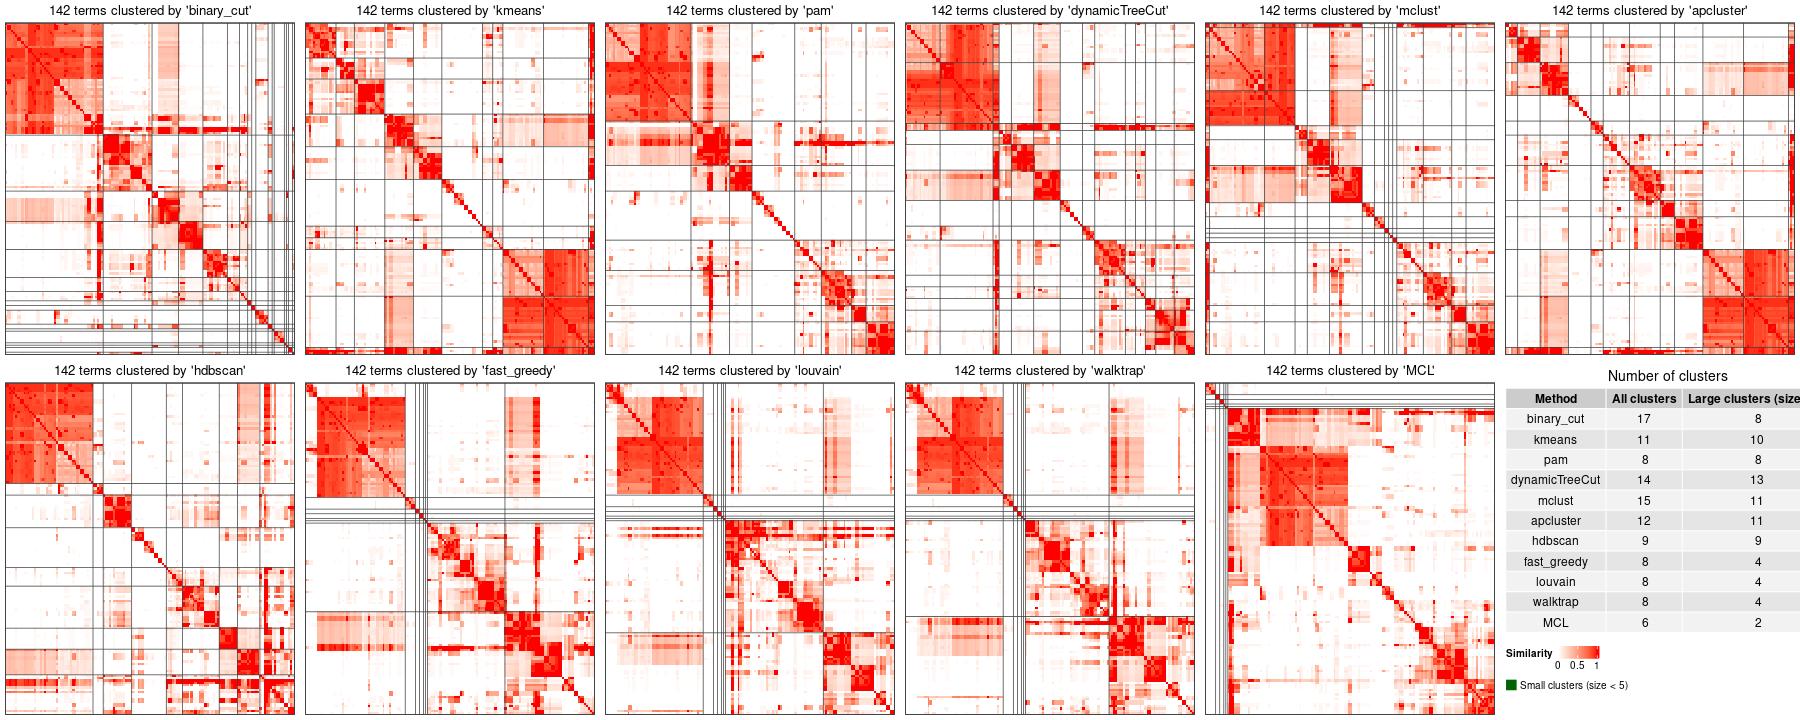 142 terms clustered by 'binary_cut'
142 terms clustered by 'kmeans'
142 terms clustered by 'pam'
142 terms clustered by 'dynamicTreeCut'
142 terms clustered by 'mclust'
142 terms clustered by 'apcluster'
142 terms clustered by 'hdbscan'
142 terms clustered by 'fast_greedy'
142 terms clustered by 'louvain'
142 terms clustered by 'walktrap'
142 terms clustered by 'MCL'
Number of clusters
Method All clusters Large clusters (size
binary_cut 17 8
kmeans 11 10
pam 8 8
dynamicTreeCut 14 13
mclust 15 11
apcluster 12 11
hdbscan 9 9
fast_greedy 8 4
louvain 8 4
walktrap 8 4
MCL 6 2
Similarity
0 0.5 1
Small clusters (size < 5)